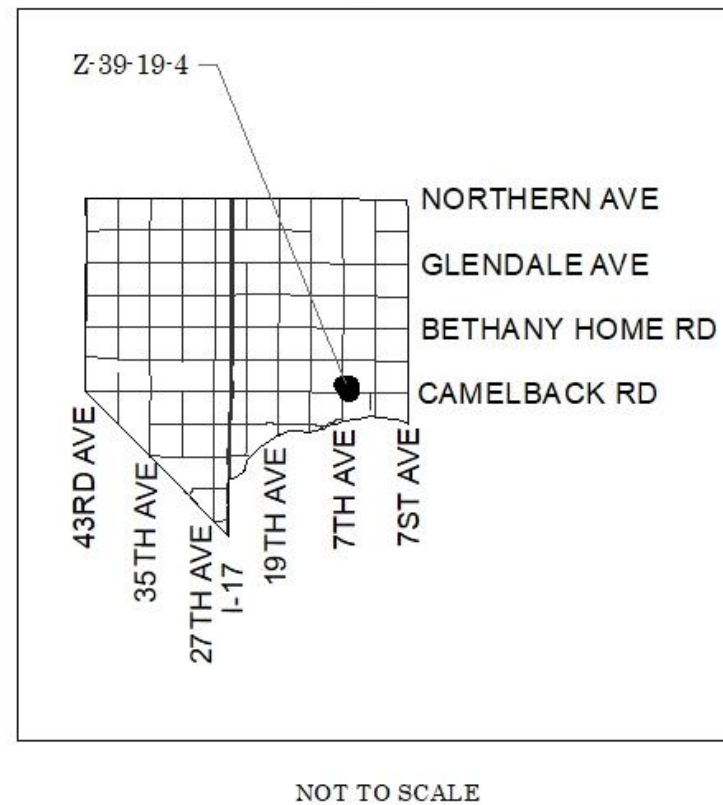 Z-39-19-4
NORTHERN AVE
GLENDALE AVE
BETHANY HOME RD
CAMELBACK RD
43RD AVE
35TH AVE
27TH AVE
I-17
19TH AVE
7TH AVE
7ST AVE
NOT TO SCALE